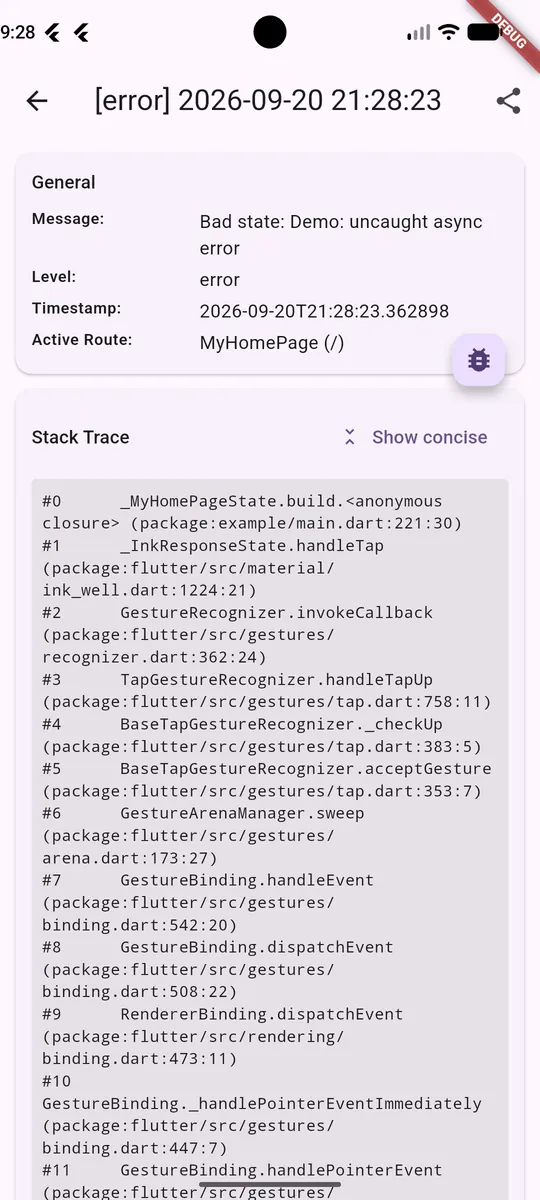 9:28
DEBUG
[error] 2026-09-20 21:28:23
General
Message: Bad state: Demo: uncaught async
error
Level: error
Timestamp: 2026-09-20T21:28:23.362898
Active Route: MyHomePage (/)
Stack Trace Show concise
#0 _MyHomePageState.build.<anonymous
closure> (package:example/main.dart:221:30)
#1 _InkResponseState.handleTap
(package:flutter/src/material/
ink_well.dart:1224:21)
#2 GestureRecognizer.invokeCallback
(package:flutter/src/gestures/
recognizer.dart:362:24)
#3 TapGestureRecognizer.handleTapUp
(package:flutter/src/gestures/tap.dart:758:11)
#4 BaseTapGestureRecognizer._checkUp
(package:flutter/src/gestures/tap.dart:383:5)
#5 BaseTapGestureRecognizer.acceptGesture
(package:flutter/src/gestures/tap.dart:353:7)
#6 GestureArenaManager.sweep
(package:flutter/src/gestures/
arena.dart:173:27)
#7 GestureBinding.handleEvent
(package:flutter/src/gestures/
binding.dart:542:20)
#8 GestureBinding.dispatchEvent
(package:flutter/src/gestures/
binding.dart:508:22)
#9 RendererBinding.dispatchEvent
(package:flutter/src/rendering/
binding.dart:473:11)
#10
GestureBinding._handlePointerEventImmediately
(package:flutter/src/gestures/
binding.dart:447:7)
#11 GestureBinding.handlePointerEvent
(package:flutter/src/gestures/